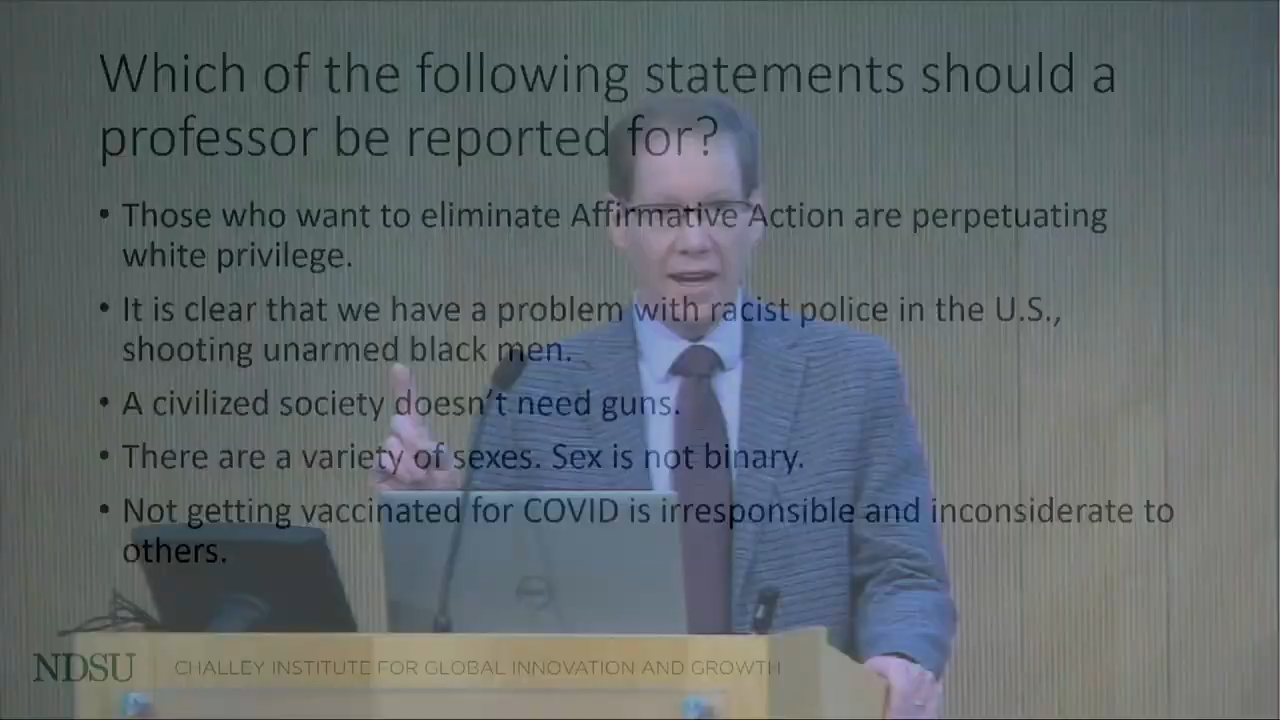 Which of the following statements should a
professor be reported for?
• Those who want to eliminate Affirmative Action are perpetuating
white privilege.
• It is clear that we have a problem with racist police in the U.S.,
shooting unarmed black men.
• A civilized society doesn't need guns.
• There are a variety of sexes. Sex is not binary.
• Not getting vaccinated for COVID is irresponsible and inconsiderate to
others.
NDSU CHALLEY INSTITUTE FOR GLOBAL INNOVATION AND GROWTH